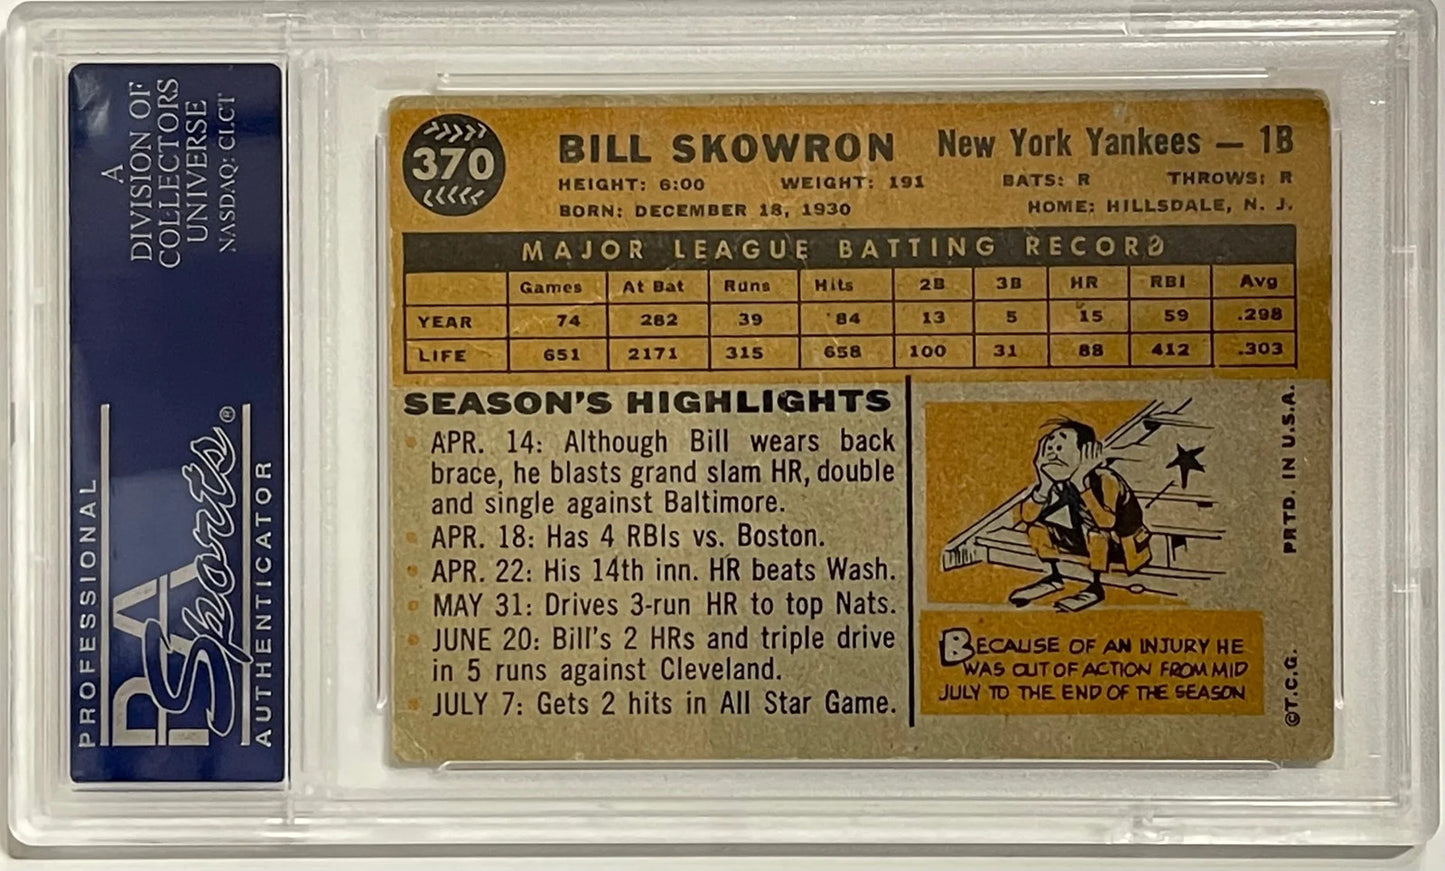 A
DIVISION OF
COLLECTORS
UNIVERSE
NASDAQ: CLCT
PROFESSIONAL
PSA
Sports®
AUTHENTICATOR
370
BILL SKOWRON New York Yankees — 1B
HEIGHT: 6:00 WEIGHT: 191 BATS: R THROWS: R
BORN: DECEMBER 18, 1930 HOME: HILLSDALE, N. J.
MAJOR LEAGUE BATTING RECORD
Games At Bat Runs Hits 2B 3B HR RBI Avg
YEAR 74 282 39 84 13 5 15 59 .298
LIFE 651 2171 315 658 100 31 88 412 .303
SEASON'S HIGHLIGHTS
APR. 14: Although Bill wears back
brace, he blasts grand slam HR, double
and single against Baltimore.
APR. 18: Has 4 RBIs vs. Boston.
APR. 22: His 14th inn. HR beats Wash.
MAY 31: Drives 3-run HR to top Nats.
JUNE 20: Bill's 2 HRs and triple drive
in 5 runs against Cleveland.
JULY 7: Gets 2 hits in All Star Game.
BECAUSE OF AN INJURY HE
WAS OUT OF ACTION FROM MID
JULY TO THE END OF THE SEASON
©T.C.G. PRTD. IN U.S.A.